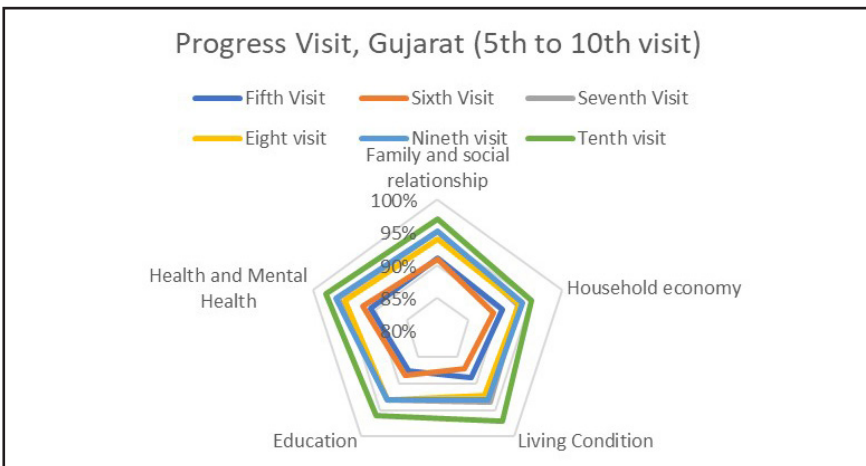 Progress Visit, Gujarat (5th to 10th visit)
Fifth Visit Sixth Visit Seventh Visit
Eight visit Nineth visit Tenth visit
Family and social
relationship
100%
95%
90%
85%
80%
Health and Mental
Health
Household economy
Education
Living Condition